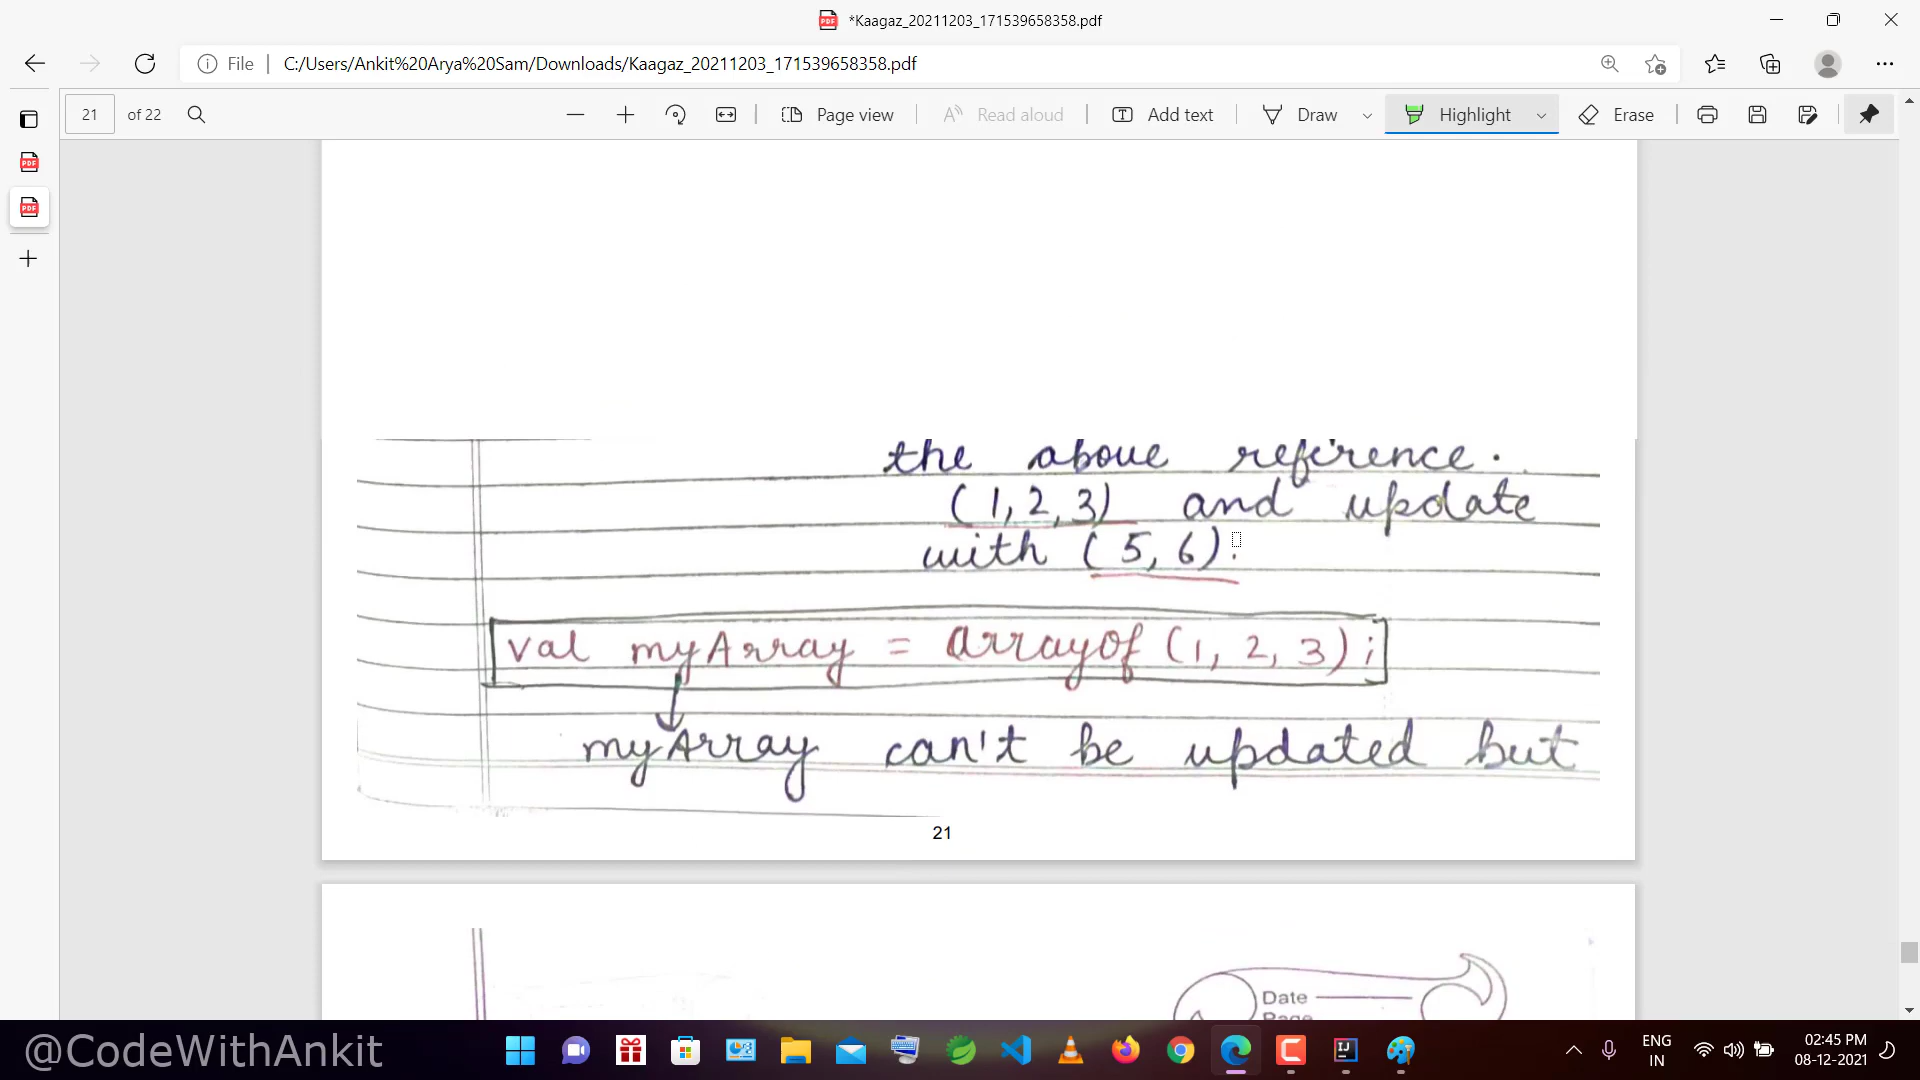 *Kaagaz_20211203_171539658358.pdf
File C:/Users/Ankit%20Arya%20Sam/Downloads/Kaagaz_20211203_171539658358.pdf
21 of 22 Page view Read aloud Add text Draw Highlight Erase
the above reference.
(1, 2, 3) and update
with (5, 6).
val myArray = arrayof (1, 2, 3);
myArray can't be updated but
21
Date
Page
@CodeWithAnkit
ENG
IN
02:45 PM
08-12-2021